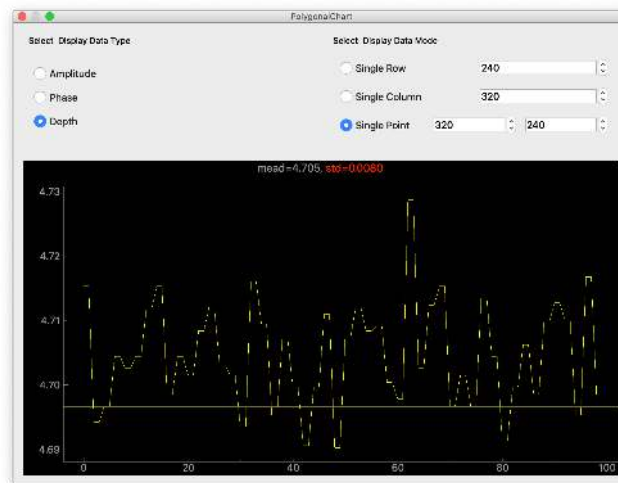 PolygonalChart
Select Display Data Type
Select Display Data Mode
Amplitude
Single Row 240
Phase
Single Column 320
Depth
Single Point 320 240
mead=4.705, std=0.0080
4.73
4.72
4.71
4.70
4.69
0 20 40 60 80 100